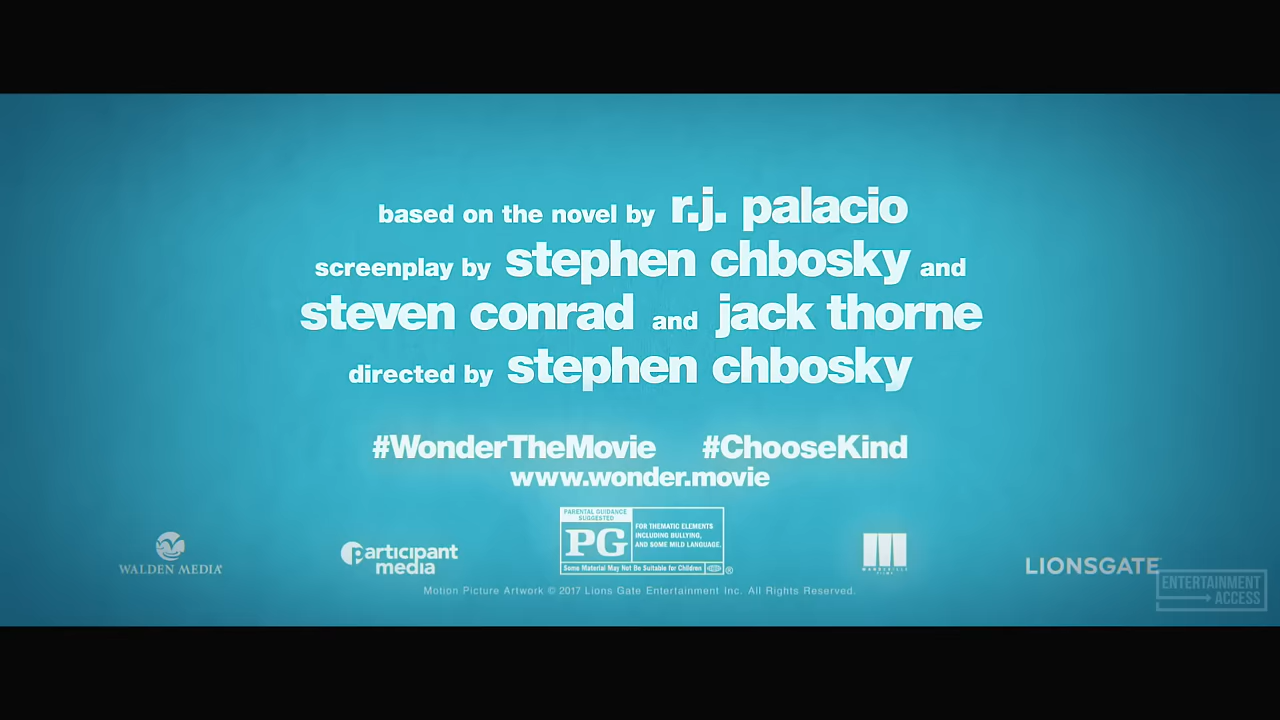 based on the novel by r.j. palacio
screenplay by stephen chbosky and
steven conrad and jack thorne
directed by stephen chbosky
#WonderTheMovie #ChooseKind
www.wonder.movie
PARENTAL GUIDANCE SUGGESTED
PG
FOR THEMATIC ELEMENTS
INCLUDING BULLYING,
AND SOME MILD LANGUAGE.
Some Material May Not Be Suitable for Children
®
WALDEN MEDIA
participant media
MANDEVILLE FILMS
LIONSGATE
Motion Picture Artwork © 2017 Lions Gate Entertainment Inc. All Rights Reserved.
ENTERTAINMENT
ACCESS